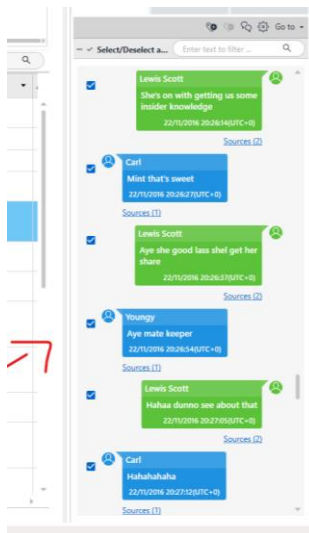 Go to
Select/Deselect a...
Enter text to filter ...
Lewis Scott
She's on with getting us some
insider knowledge
22/11/2016 20:26:14(UTC+0)
Sources (2)
Carl
Mint that's sweet
22/11/2016 20:26:27(UTC+0)
Sources (1)
Lewis Scott
Aye she good lass shel get her
share
22/11/2016 20:26:37(UTC+0)
Sources (2)
Youngy
Aye mate keeper
22/11/2016 20:26:54(UTC+0)
Sources (1)
Lewis Scott
Hahaa dunno see about that
22/11/2016 20:27:05(UTC+0)
Sources (2)
Carl
Hahahahaha
22/11/2016 20:27:12(UTC+0)
Sources (1)